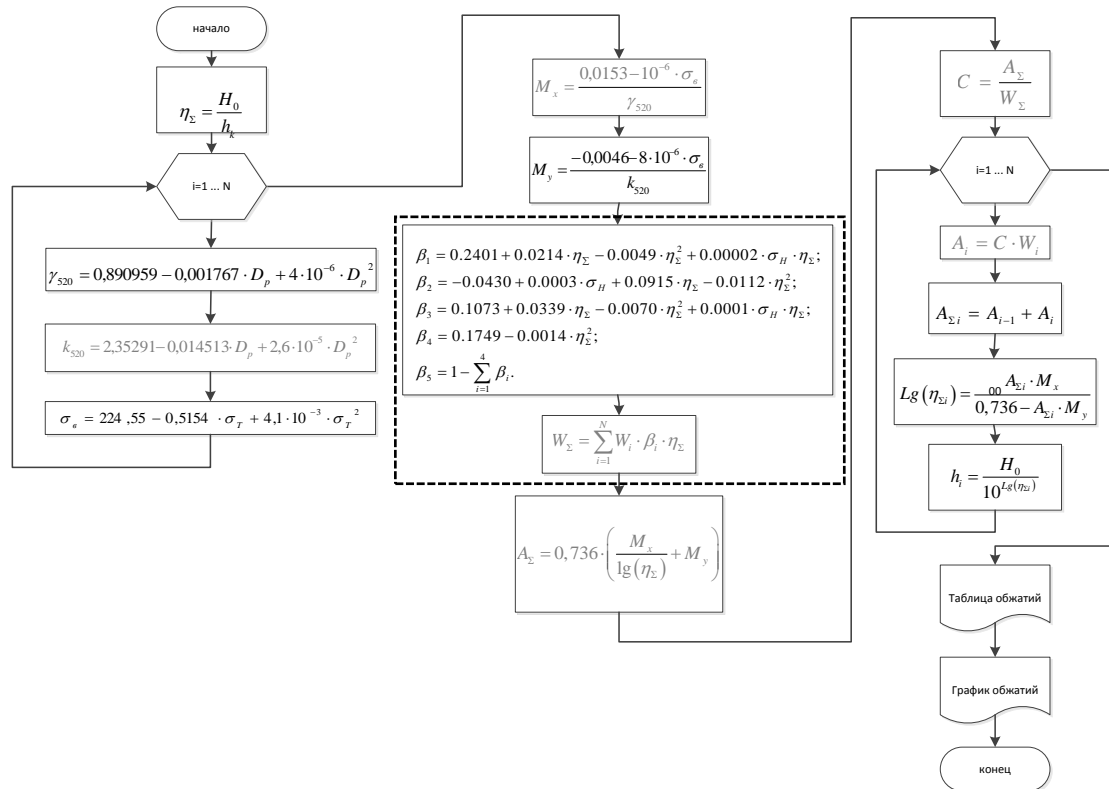 начало
η_Σ = H_0 / h_k
i=1 ... N
γ_520 = 0,890959 − 0,001767 · D_p + 4 · 10^-6 · D_p^2
k_520 = 2,35291 − 0,014513 · D_p + 2,6 · 10^-5 · D_p^2
σ_в = 224 ,55 − 0,5154 · σ_T + 4,1 · 10^-3 · σ_T^2
M_x = (0,0153 − 10^-6 · σ_в) / γ_520
M_y = (−0,0046 − 8 · 10^-6 · σ_в) / k_520
β_1 = 0.2401 + 0.0214 · η_Σ − 0.0049 · η_Σ^2 + 0.00002 · σ_H · η_Σ;
β_2 = −0.0430 + 0.0003 · σ_H + 0.0915 · η_Σ − 0.0112 · η_Σ^2;
β_3 = 0.1073 + 0.0339 · η_Σ − 0.0070 · η_Σ^2 + 0.0001 · σ_H · η_Σ;
β_4 = 0.1749 − 0.0014 · η_Σ^2;
β_5 = 1 − ∑_{i=1}^{4} β_i.
W_Σ = ∑_{i=1}^{N} W_i · β_i · η_Σ
A_Σ = 0,736 · (M_x / lg(η_Σ) + M_y)
C = A_Σ / W_Σ
i=1 ... N
A_i = C · W_i
A_Σi = A_i−1 + A_i
Lg(η_Σi) = 00 A_Σi · M_x / (0,736 − A_Σi · M_y)
h_i = H_0 / 10^Lg(η_Σi)
Таблица обжатий
График обжатий
конец